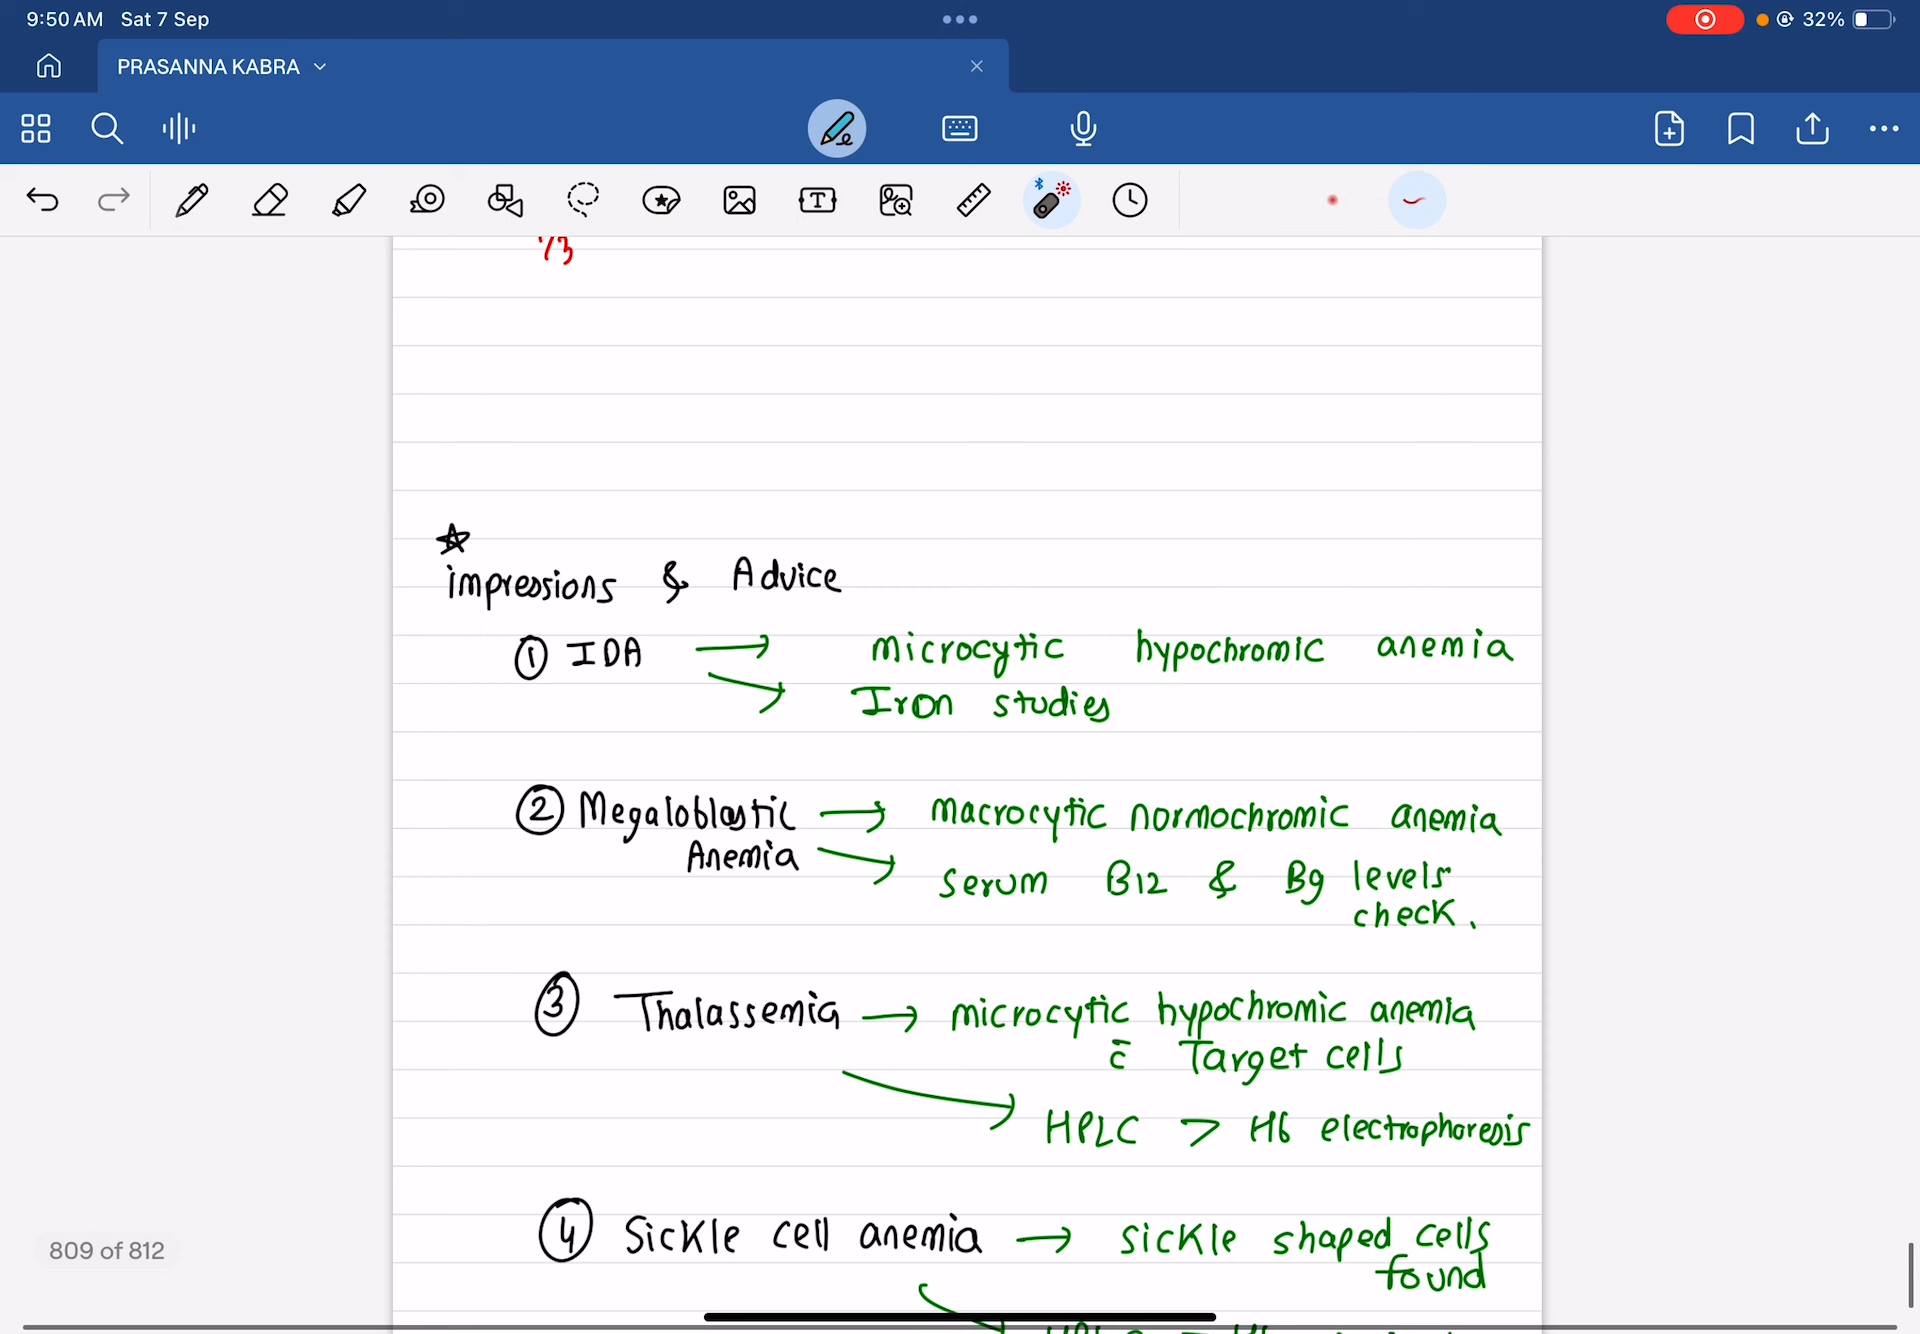 9:50 AM Sat 7 Sep
32%
PRASANNA KABRA
1/3
impressions & Advice
① IDA → microcytic hypochromic anemia
→ Iron studies
② Megaloblastic Anemia → macrocytic normochromic anemia
→ serum B12 & B9 levels
check.
③ Thalassemia → microcytic hypochromic anemia
c̄ Target cells
→ HPLC > Hb electrophoresis
④ Sickle cell anemia → sickle shaped cells
found
809 of 812